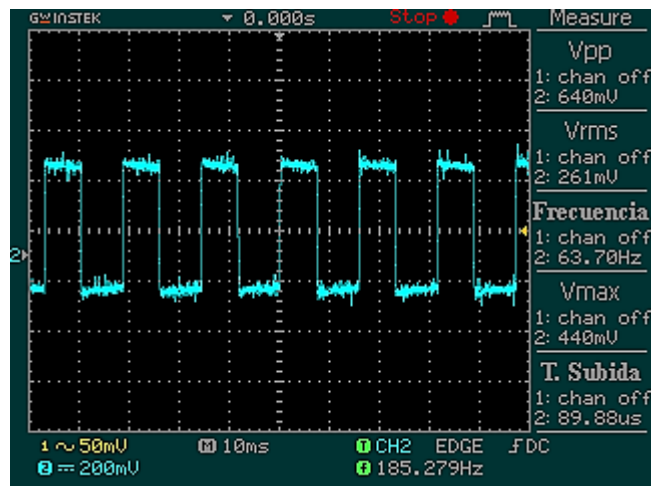 GWINSTEK 0.000s Stop Measure
Vpp
1: chan off
2: 640mV
Vrms
1: chan off
2: 261mV
Frecuencia
1: chan off
2: 63.70Hz
Vmax
1: chan off
2: 440mV
T. Subida
1: chan off
2: 89.88us
2
1 ~ 50mV M 10ms T CH2 EDGE DC
2 200mV f 185.279Hz